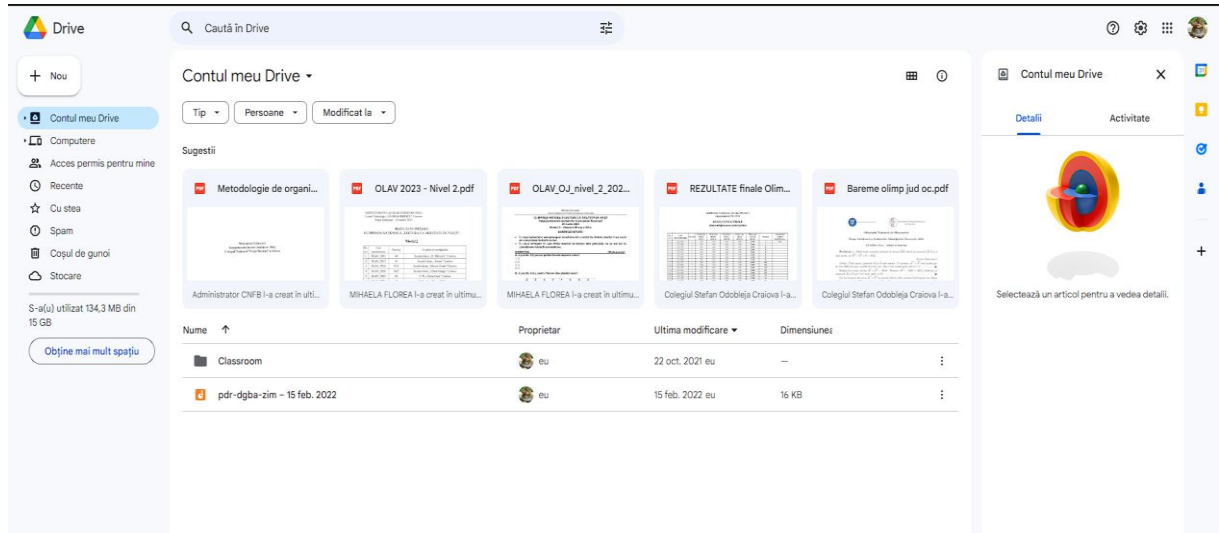 Drive
Caută în Drive
Nou
Contul meu Drive
Computere
Acces permis pentru mine
Recente
Cu stea
Spam
Coșul de gunoi
Stocare
S-a(u) utilizat 134,3 MB din
15 GB
Obține mai mult spațiu
Contul meu Drive
Tip
Persoane
Modificat la
Sugestii
Metodologie de organi...
OLAV 2023 - Nivel 2.pdf
OLAV_OJ_nivel_2_202...
REZULTATE finale Olim...
Bareme olimp jud oc.pdf
Administrator CNFB l-a creat în ulti...
MIHAELA FLOREA l-a creat în ultimu...
MIHAELA FLOREA l-a creat în ultimu...
Colegiul Stefan Odobleja Craiova l-a...
Colegiul Stefan Odobleja Craiova l-a...
Nume Proprietar Ultima modificare Dimensiunea
Classroom eu 22 oct. 2021 eu —
pdr-dgba-zim – 15 feb. 2022 eu 15 feb. 2022 eu 16 KB
Contul meu Drive
Detalii Activitate
Selectează un articol pentru a vedea detalii.